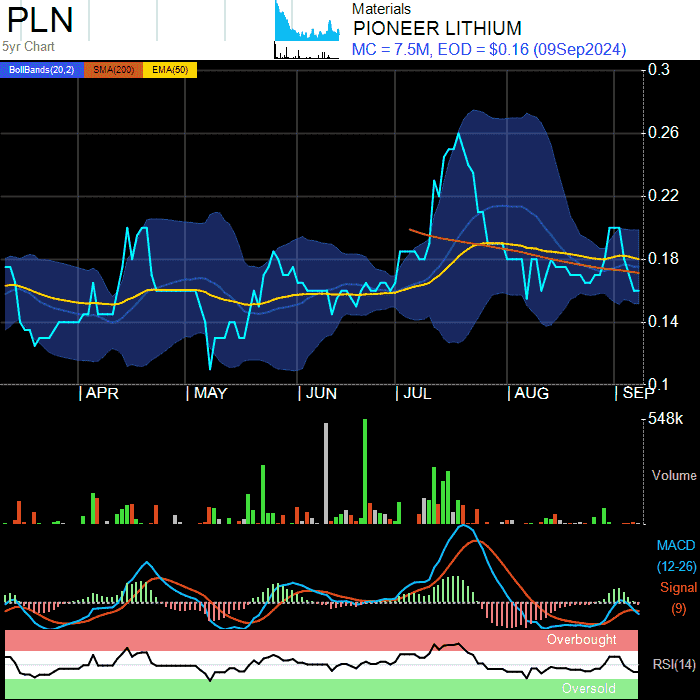 PLN
5yr Chart
Materials
PIONEER LITHIUM
MC = 7.5M, EOD = $0.16 (09Sep2024)
BollBands(20,2) SMA(200) EMA(50)
0.3
0.26
0.22
0.18
0.14
0.1
APR MAY JUN JUL AUG SEP
548k
Volume
MACD
(12-26)
Signal
(9)
Overbought
RSI(14)
Oversold